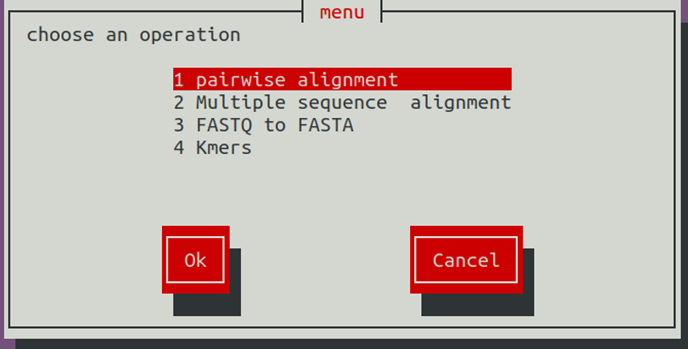 menu
choose an operation
1 pairwise alignment
2 Multiple sequence  alignment
3 FASTQ to FASTA
4 Kmers
Ok Cancel